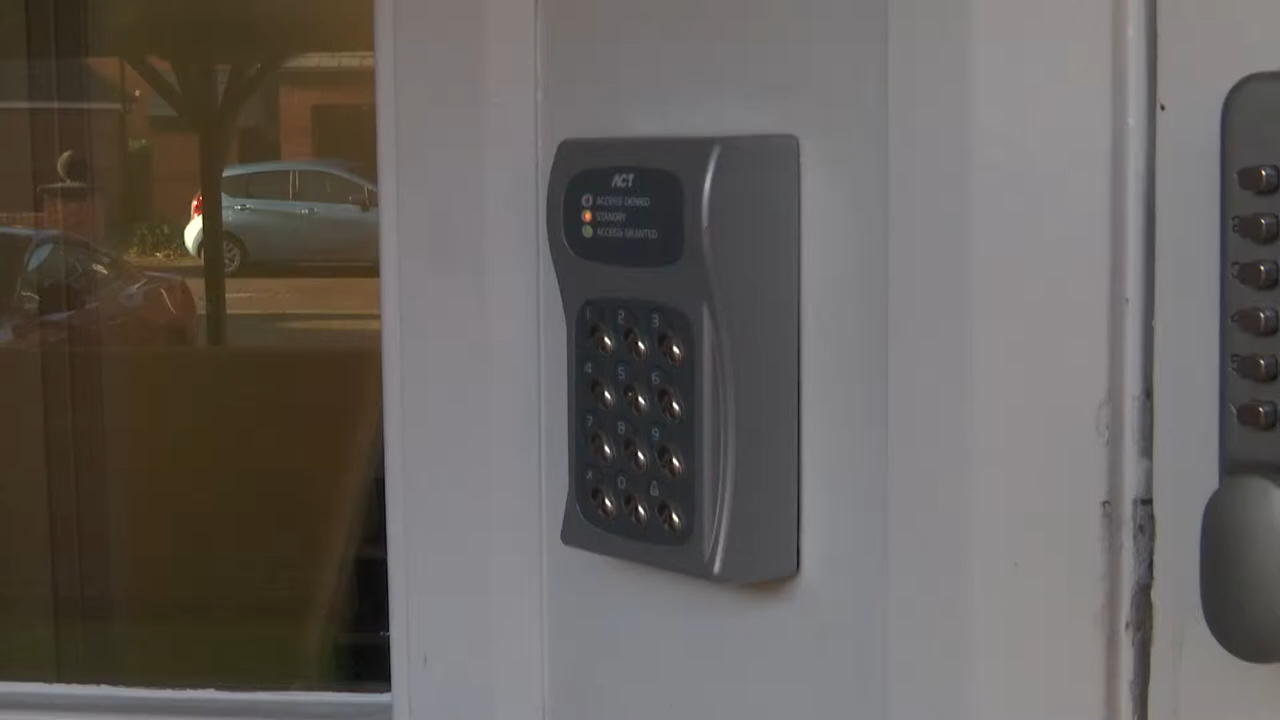 ACT
ACCESS DENIED
STANDBY
ACCESS GRANTED
1 2 3
4 5 6
7 8 9
X 0